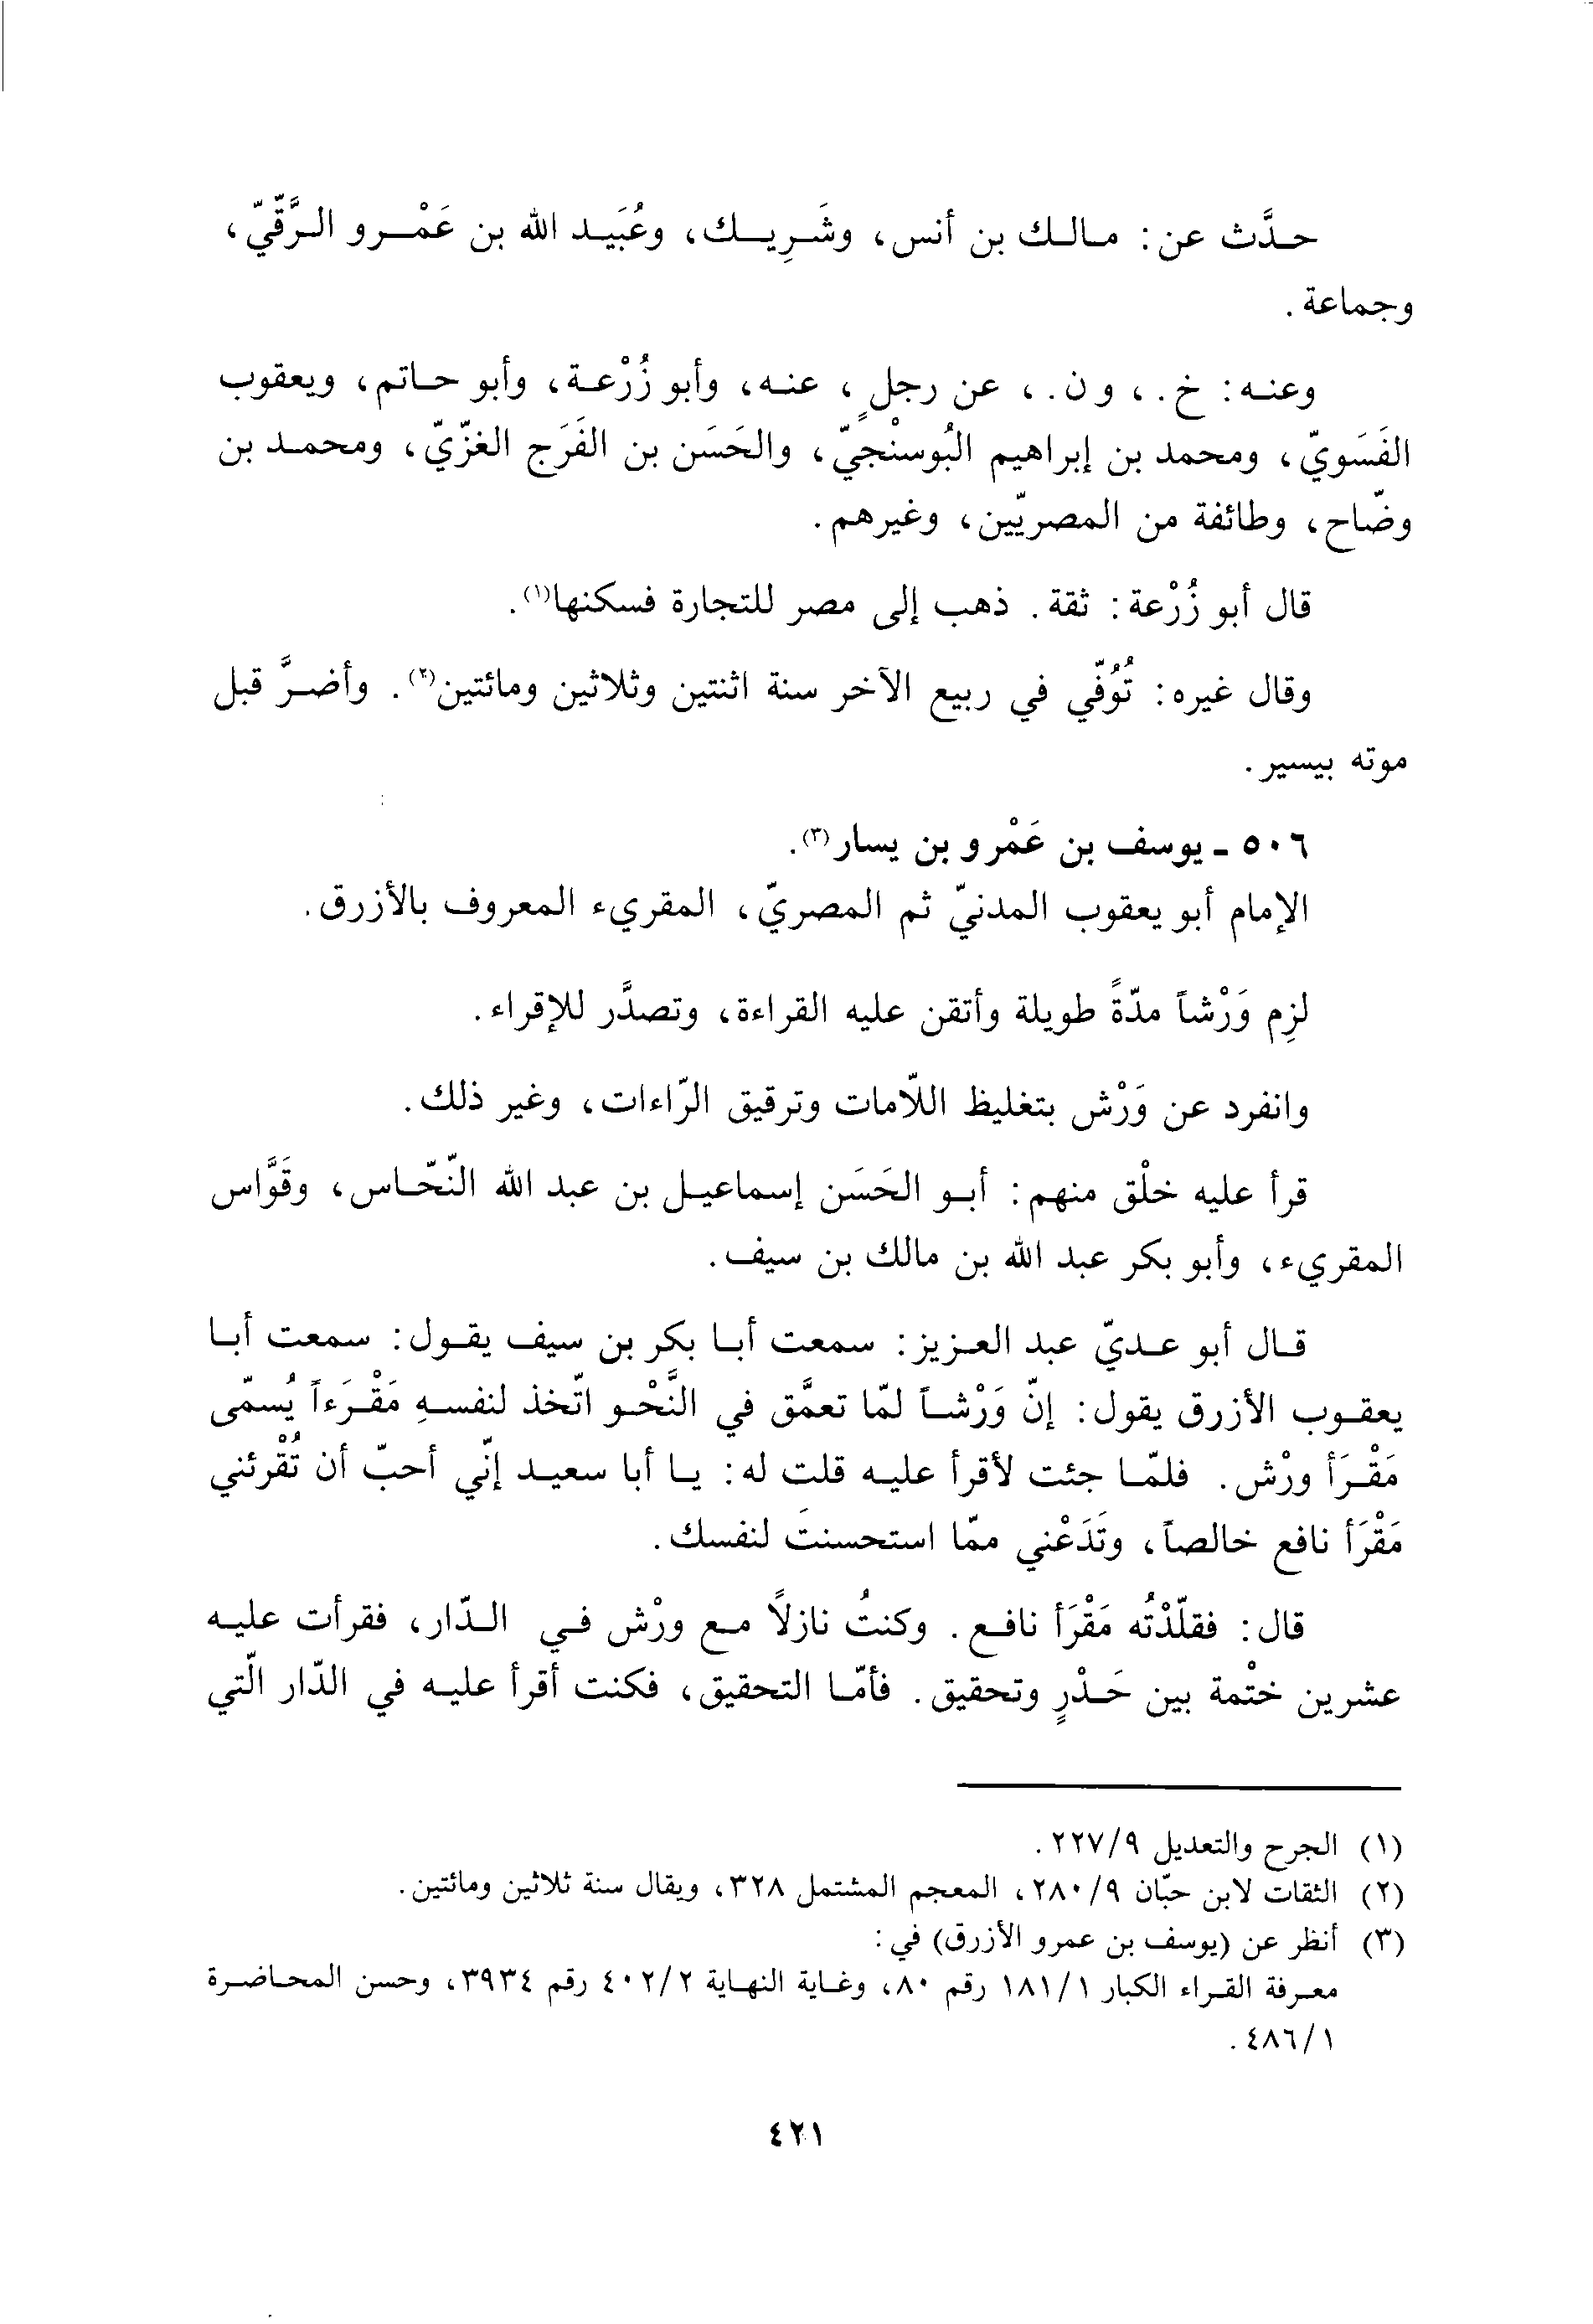 حدَّث عن: مالك بن أنس، وشَرِيك، وعُبَيد الله بن عَمْرو الرَّقّيّ،
وجماعة.
وعنه: خ.، ون.، عن رجلٍ، عنه، وأبو زُرْعة، وأبو حاتم، ويعقوب
الفَسَويّ، ومحمد بن إبراهيم البُوسنْجيّ، والحَسَن بن الفَرَج الغزّيّ، ومحمد بن
وضّاح، وطائفة من المصريّين، وغيرهم.
قال أبو زُرْعة: ثقة. ذهب إلى مصر للتجارة فسكنها(١).
وقال غيره: تُوُفّي في ربيع الآخر سنة اثنتين وثلاثين ومائتين(٢). وأضرَّ قبل
موته بيسير.
٥٠٦ - يوسف بن عَمْرو بن يسار(٣).
الإمام أبو يعقوب المدنيّ ثم المصريّ، المقريء المعروف بالأزرق.
لزِم وَرْشاً مدّةً طويلة وأتقن عليه القراءة، وتصدَّر للإقراء.
وانفرد عن وَرْش بتغليظ اللّامات وترقيق الرّاءات، وغير ذلك.
قرأ عليه خلْق منهم: أبو الحَسَن إسماعيل بن عبد الله النّحّاس، وقَوَّاس
المقريء، وأبو بكر عبد الله بن مالك بن سيف.
قال أبو عديّ عبد العزيز: سمعت أبا بكر بن سيف يقول: سمعت أبا
يعقوب الأزرق يقول: إنّ وَرْشاً لمّا تعمَّق في النَّحْو اتّخذ لنفسهِ مَقْرَءاً يُسمّى
مَقْرَأ ورْش. فلمّا جئت لأقرأ عليه قلت له: يا أبا سعيد إنّي أحبّ أن تُقْرئني
مَقْرَأ نافع خالصاً، وتَدَعْني ممّا استحسنتَ لنفسك.
قال: فقلّدْتُه مَقْرَأ نافع. وكنتُ نازلاً مع ورْش في الدّار، فقرأت عليه
عشرين ختْمة بين حَدْرٍ وتحقيق. فأمّا التحقيق، فكنت أقرأ عليه في الدّار الّتي
(١) الجرح والتعديل ٢٢٧/٩.
(٢) الثقات لابن حبّان ٢٨٠/٩، المعجم المشتمل ٣٢٨، ويقال سنة ثلاثين ومائتين.
(٣) أنظر عن (يوسف بن عمرو الأزرق) في:
معرفة القراء الكبار ١٨١/١ رقم ٨٠، وغاية النهاية ٤٠٢/٢ رقم ٣٩٣٤، وحسن المحاضرة
٤٨٦/١.
٤٢١